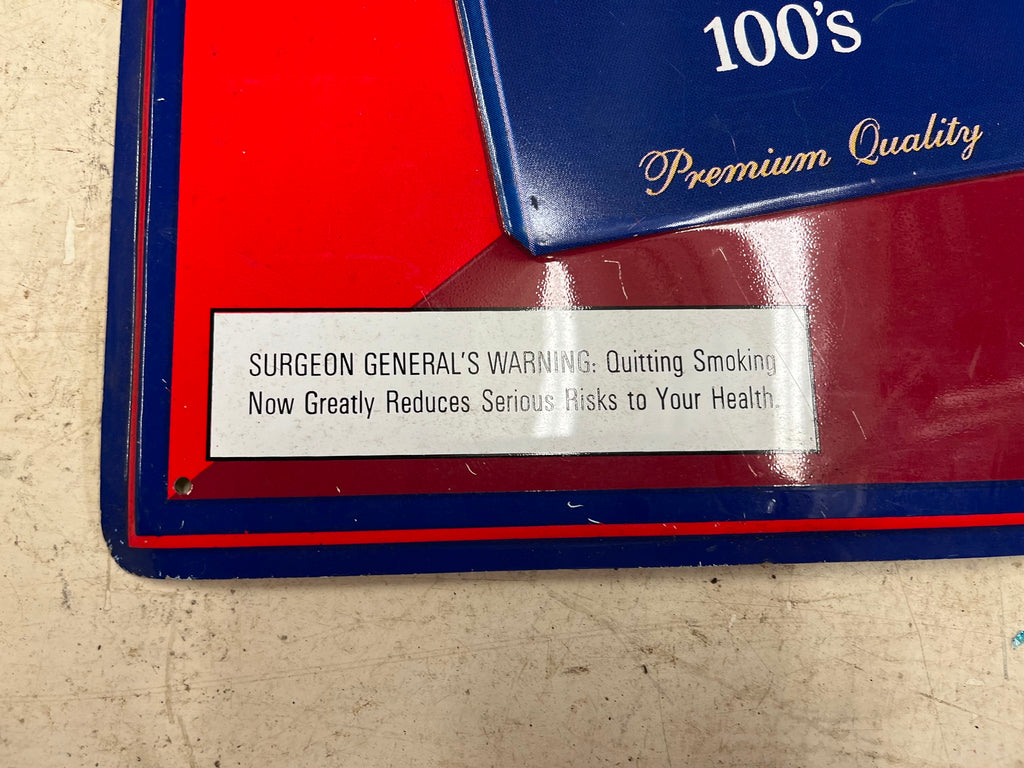 100's
Premium Quality
SURGEON GENERAL'S WARNING: Quitting Smoking
Now Greatly Reduces Serious Risks to Your Health.